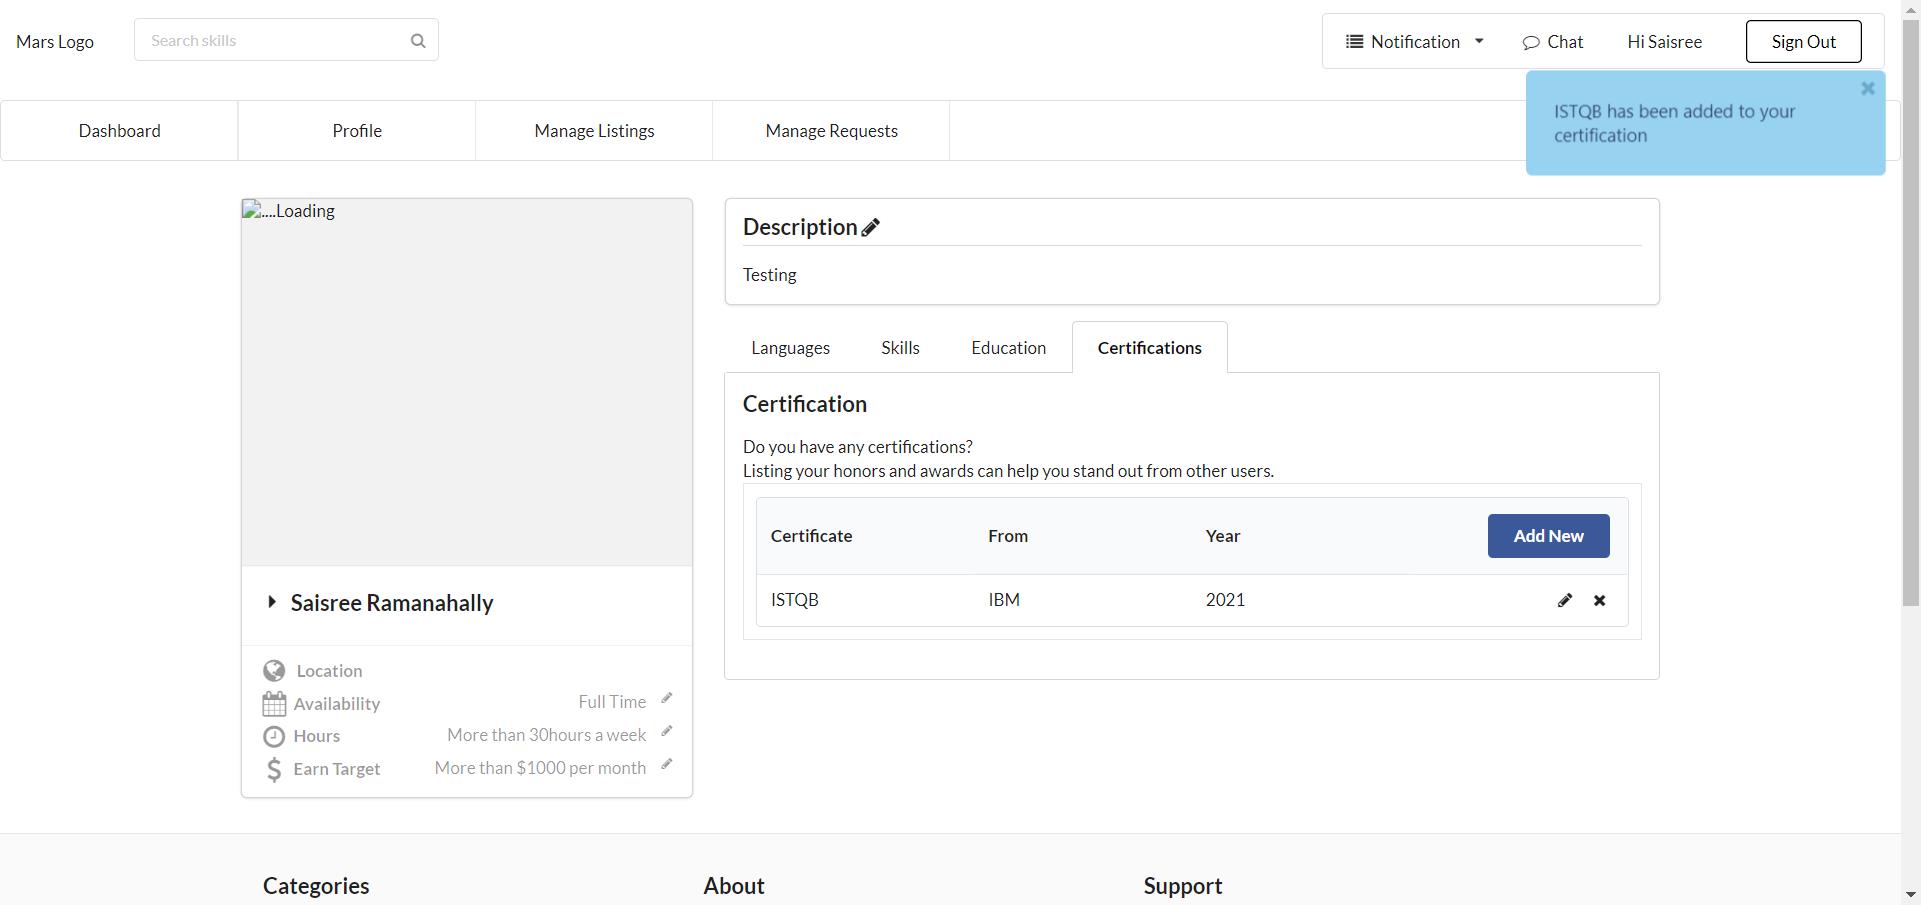 Mars Logo
Search skills
Notification
Chat
Hi Saisree
Sign Out
Dashboard
Profile
Manage Listings
Manage Requests
ISTQB has been added to your
certification
....Loading
Description
Testing
Languages
Skills
Education
Certifications
Certification
Do you have any certifications?
Listing your honors and awards can help you stand out from other users.
Certificate
From
Year
Add New
ISTQB
IBM
2021
Saisree Ramanahally
Location
Availability
Full Time
Hours
More than 30hours a week
Earn Target
More than $1000 per month
Categories
About
Support